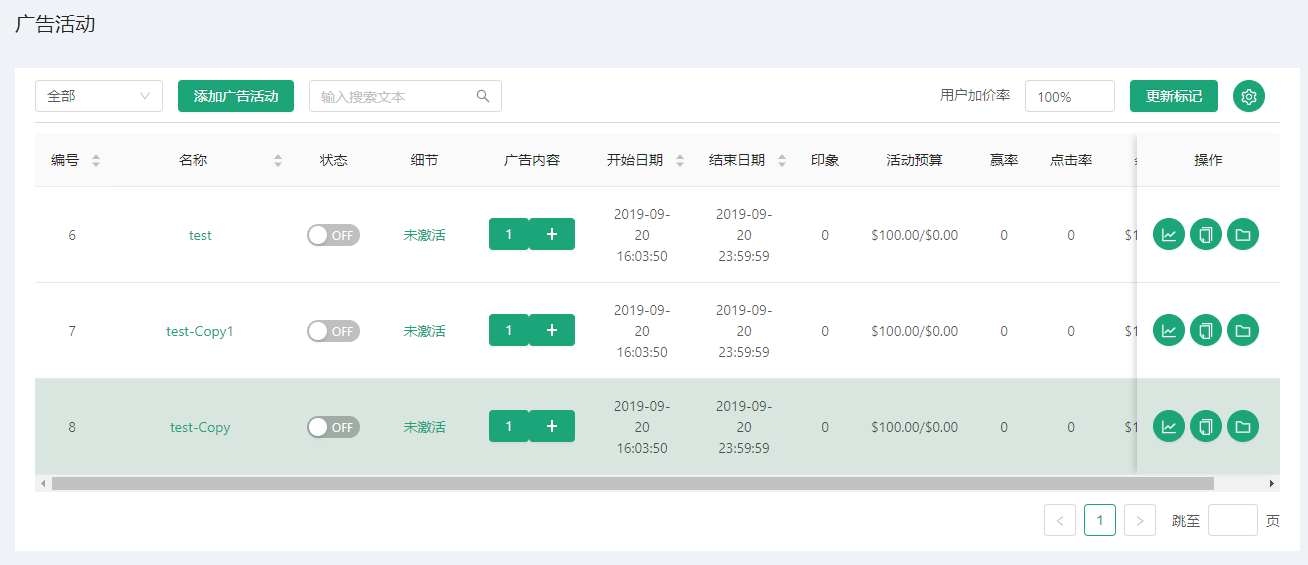 广告活动
全部 添加广告活动 输入搜索文本 用户加价率 100% 更新标记
编号 名称 状态 细节 广告内容 开始日期 结束日期 印象 活动预算 赢率 点击率 操作
6 test OFF 未激活 1 + 2019-09-20 16:03:50 2019-09-20 23:59:59 0 $100.00/$0.00 0 0 $1
7 test-Copy1 OFF 未激活 1 + 2019-09-20 16:03:50 2019-09-20 23:59:59 0 $100.00/$0.00 0 0 $1
8 test-Copy OFF 未激活 1 + 2019-09-20 16:03:50 2019-09-20 23:59:59 0 $100.00/$0.00 0 0 $1
< 1 > 跳至 页